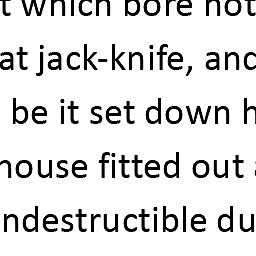 t which bore not
at jack-knife, and
be it set down h
house fitted out a
ndestructible du